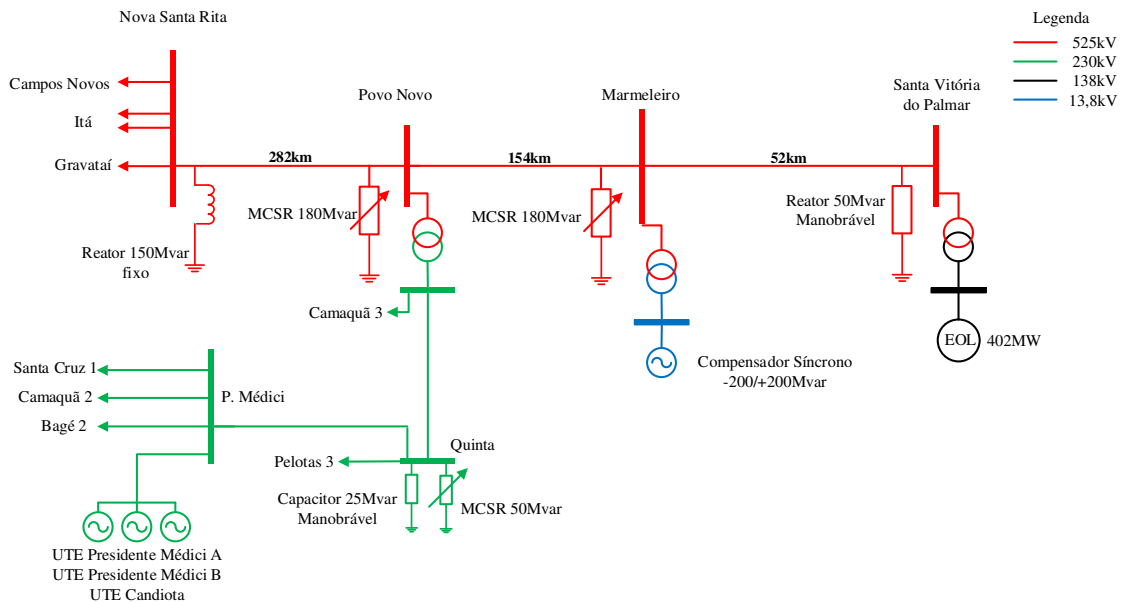 Nova Santa Rita
Legenda
525kV
230kV
138kV
13,8kV
Campos Novos
Itá
Gravataí
Povo Novo
Marmeleiro
Santa Vitória
do Palmar
282km
154km
52km
MCSR 180Mvar
MCSR 180Mvar
Reator 50Mvar
Manobrável
Reator 150Mvar
fixo
Camaquã 3
EOL
402MW
Compensador Síncrono
-200/+200Mvar
Santa Cruz 1
Camaquã 2
P. Médici
Bagé 2
Quinta
Pelotas 3
Capacitor 25Mvar
Manobrável
MCSR 50Mvar
UTE Presidente Médici A
UTE Presidente Médici B
UTE Candiota